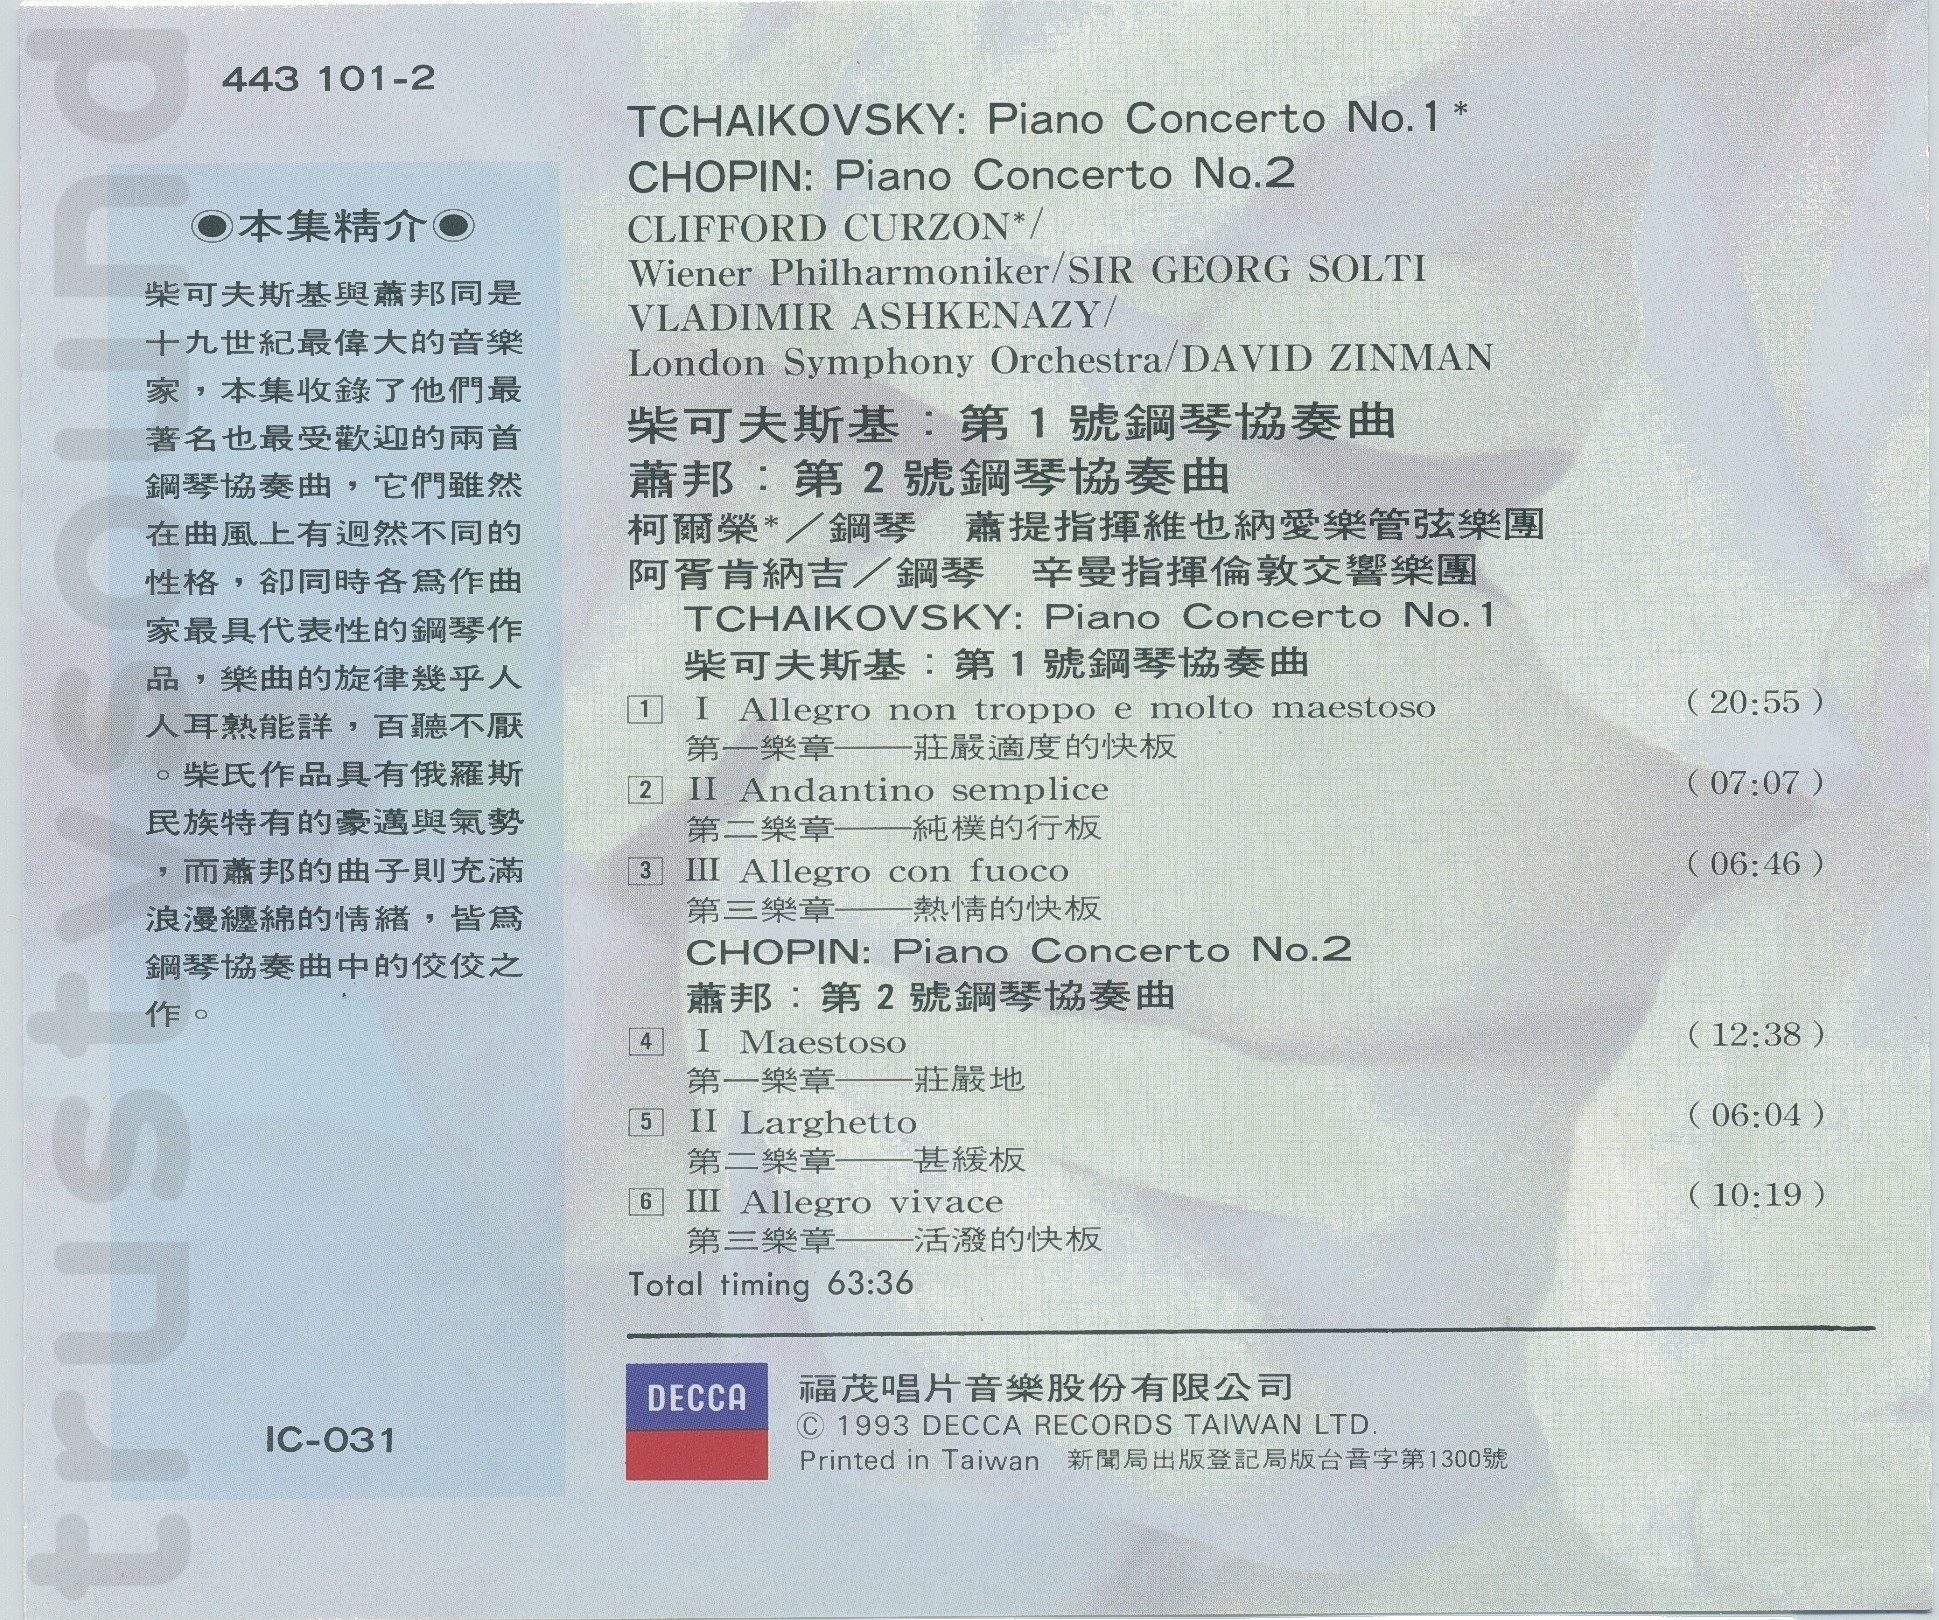 trust your sound
443 101-2
◉本集精介◉
柴可夫斯基與蕭邦同是
十九世紀最偉大的音樂
家，本集收錄了他們最
著名也最受歡迎的兩首
鋼琴協奏曲，它們雖然
在曲風上有迥然不同的
性格，卻同時各爲作曲
家最具代表性的鋼琴作
品，樂曲的旋律幾乎人
人耳熟能詳，百聽不厭
。柴氏作品具有俄羅斯
民族特有的豪邁與氣勢
，而蕭邦的曲子則充滿
浪漫纏綿的情緒，皆爲
鋼琴協奏曲中的佼佼之
作。
IC-031
TCHAIKOVSKY: Piano Concerto No.1*
CHOPIN: Piano Concerto No.2
CLIFFORD CURZON*/
Wiener Philharmoniker/SIR GEORG SOLTI
VLADIMIR ASHKENAZY/
London Symphony Orchestra/DAVID ZINMAN
柴可夫斯基：第1號鋼琴協奏曲
蕭邦：第2號鋼琴協奏曲
柯爾榮*／鋼琴　蕭提指揮維也納愛樂管弦樂團
阿胥肯納吉／鋼琴　辛曼指揮倫敦交響樂團
TCHAIKOVSKY: Piano Concerto No.1
柴可夫斯基：第1號鋼琴協奏曲
1 I Allegro non troppo e molto maestoso (20:55)
第一樂章——莊嚴適度的快板
2 II Andantino semplice (07:07)
第二樂章——純樸的行板
3 III Allegro con fuoco (06:46)
第三樂章——熱情的快板
CHOPIN: Piano Concerto No.2
蕭邦：第2號鋼琴協奏曲
4 I Maestoso (12:38)
第一樂章——莊嚴地
5 II Larghetto (06:04)
第二樂章——甚緩板
6 III Allegro vivace (10:19)
第三樂章——活潑的快板
Total timing 63:36
DECCA
福茂唱片音樂股份有限公司
© 1993 DECCA RECORDS TAIWAN LTD.
Printed in Taiwan 新聞局出版登記局版台音字第1300號